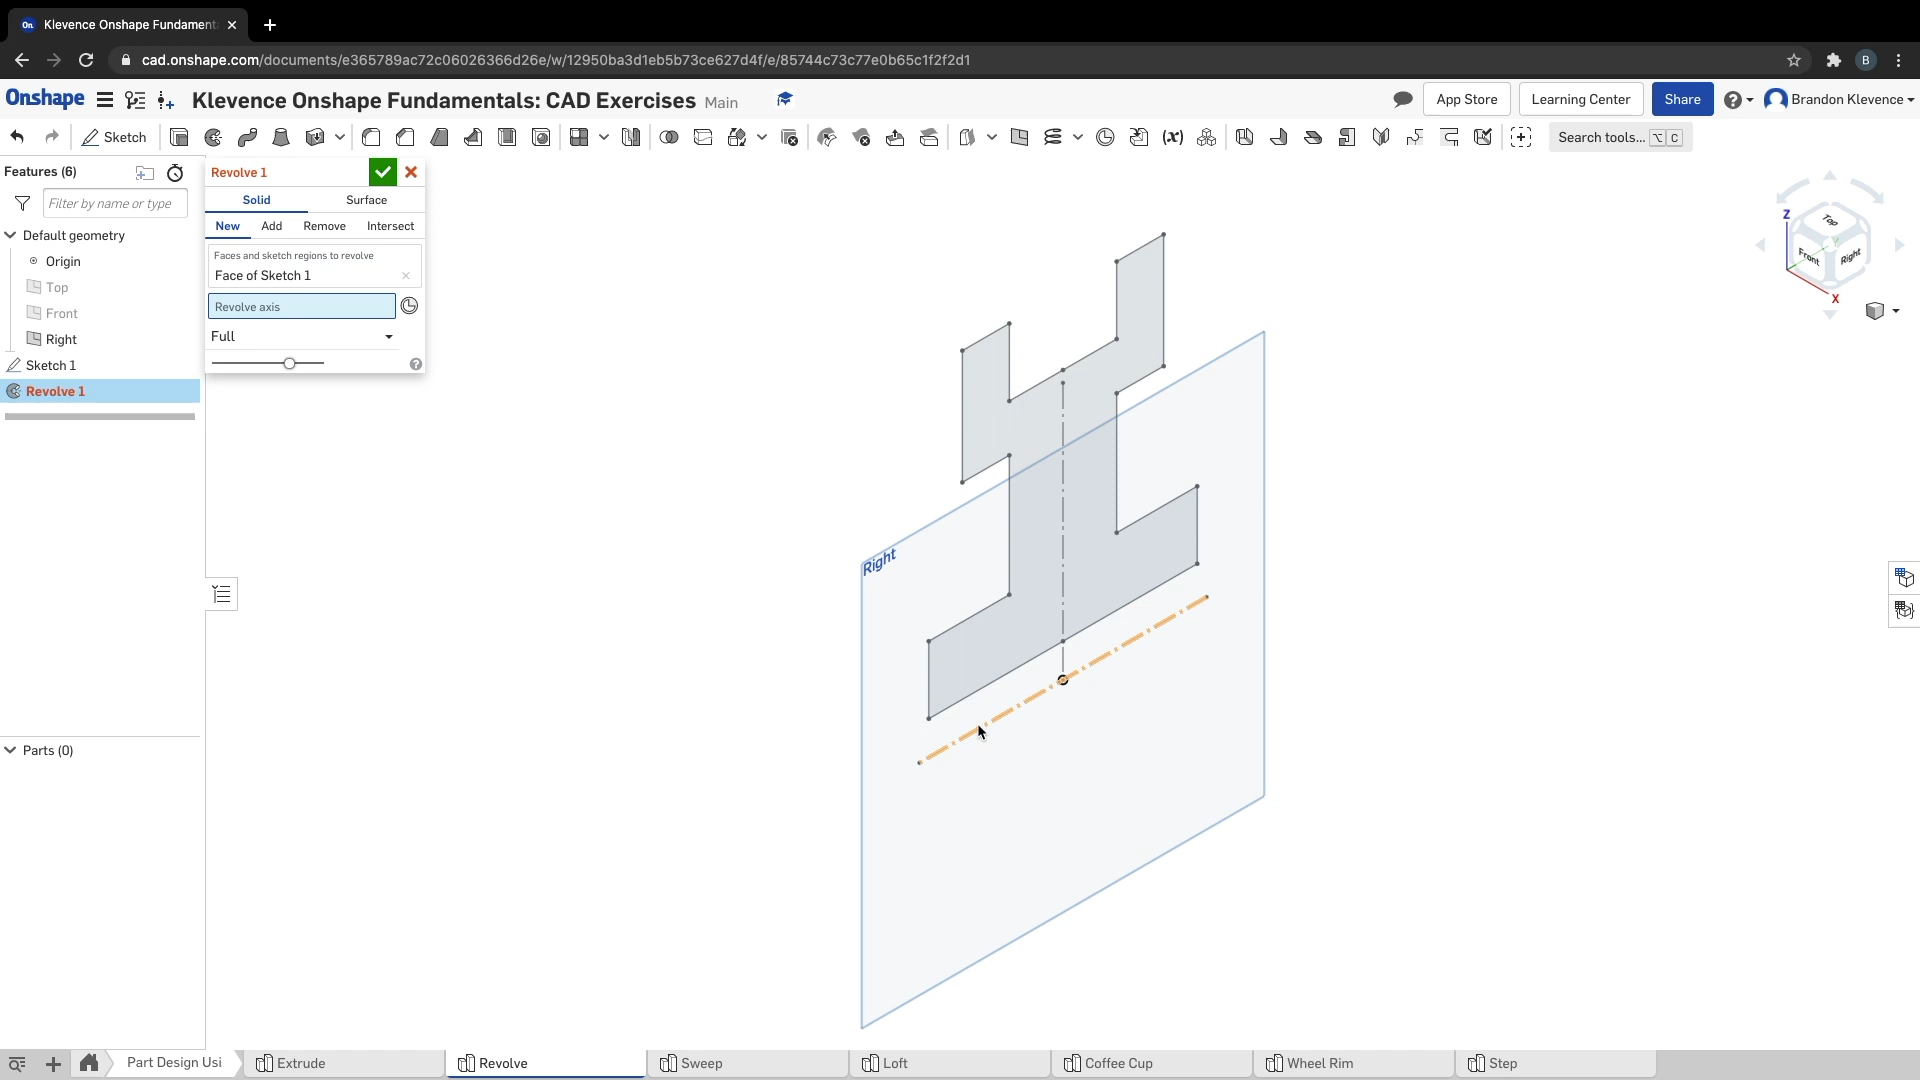 Klevence Onshape Fundament
cad.onshape.com/documents/e365789ac72c06026366d26e/w/12950ba3d1eb5b73ce627d4f/e/85744c73c77e0b65c1f2f2d1
B
Onshape
Klevence Onshape Fundamentals: CAD Exercises Main
App Store
Learning Center
Share
Brandon Klevence
Sketch
Search tools... ⌥ C
Features (6)
Filter by name or type
Default geometry
Origin
Top
Front
Right
Sketch 1
Revolve 1
Parts (0)
Revolve 1
Solid Surface
New Add Remove Intersect
Faces and sketch regions to revolve
Face of Sketch 1
Revolve axis
Full
Right
Z
Top
Front
Right
X
Part Design Usi
Extrude
Revolve
Sweep
Loft
Coffee Cup
Wheel Rim
Step